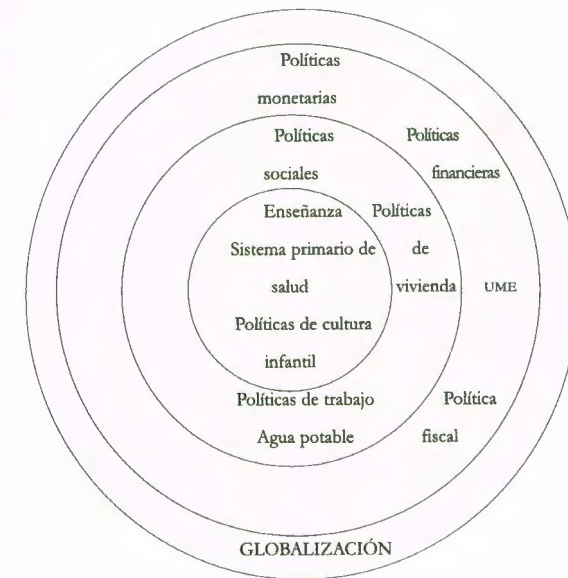 Políticas
monetarias
Políticas
sociales
Políticas
financieras
Enseñanza
Políticas
Sistema primario de
de
salud
vivienda
UME
Políticas de cultura
infantil
Políticas de trabajo
Política
Agua potable
fiscal
GLOBALIZACIÓN